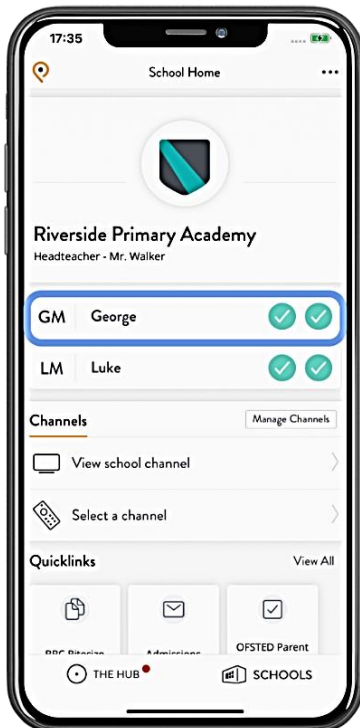 17:35
School Home
Riverside Primary Academy
Headteacher - Mr. Walker
GM George
LM Luke
Channels Manage Channels
View school channel
Select a channel
Quicklinks View All
Admissions OFSTED Parent
THE HUB SCHOOLS